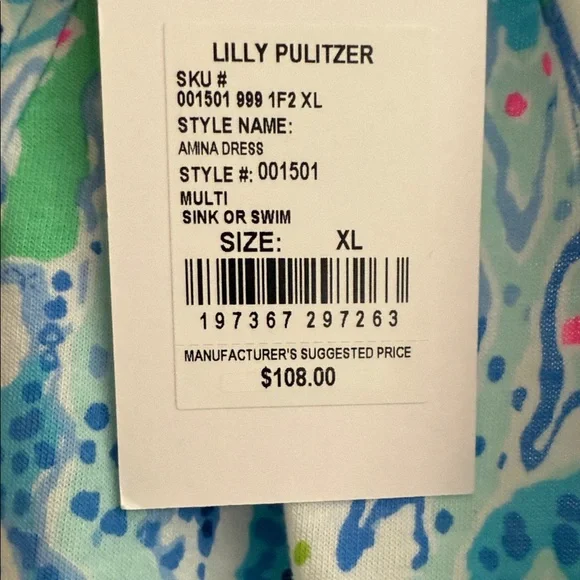 LILLY PULITZER
SKU #
001501 999 1F2 XL
STYLE NAME:
AMINA DRESS
STYLE #: 001501
MULTI
SINK OR SWIM
SIZE: XL
197367 297263
MANUFACTURER'S SUGGESTED PRICE
$108.00